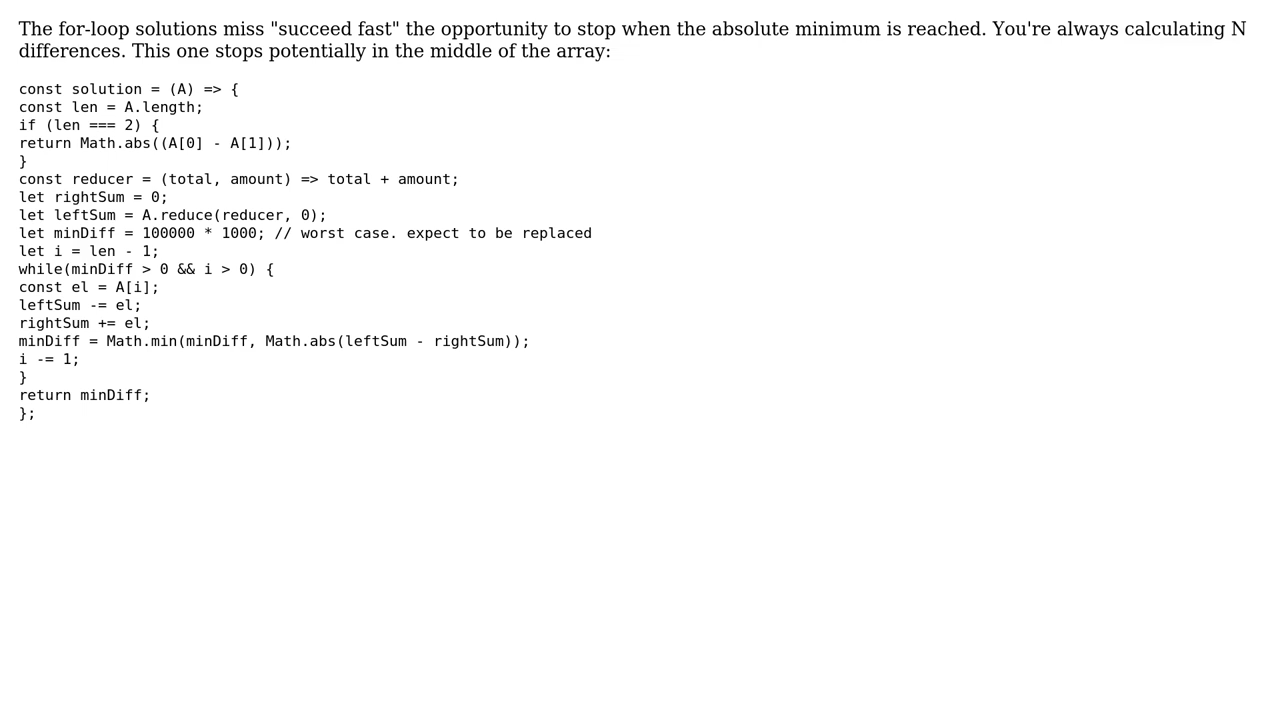 The for-loop solutions miss "succeed fast" the opportunity to stop when the absolute minimum is reached. You're always calculating N
differences. This one stops potentially in the middle of the array:
const solution = (A) => {
const len = A.length;
if (len === 2) {
return Math.abs((A[0] - A[1]));
}
const reducer = (total, amount) => total + amount;
let rightSum = 0;
let leftSum = A.reduce(reducer, 0);
let minDiff = 100000 * 1000; // worst case. expect to be replaced
let i = len - 1;
while(minDiff > 0 && i > 0) {
const el = A[i];
leftSum -= el;
rightSum += el;
minDiff = Math.min(minDiff, Math.abs(leftSum - rightSum));
i -= 1;
}
return minDiff;
};